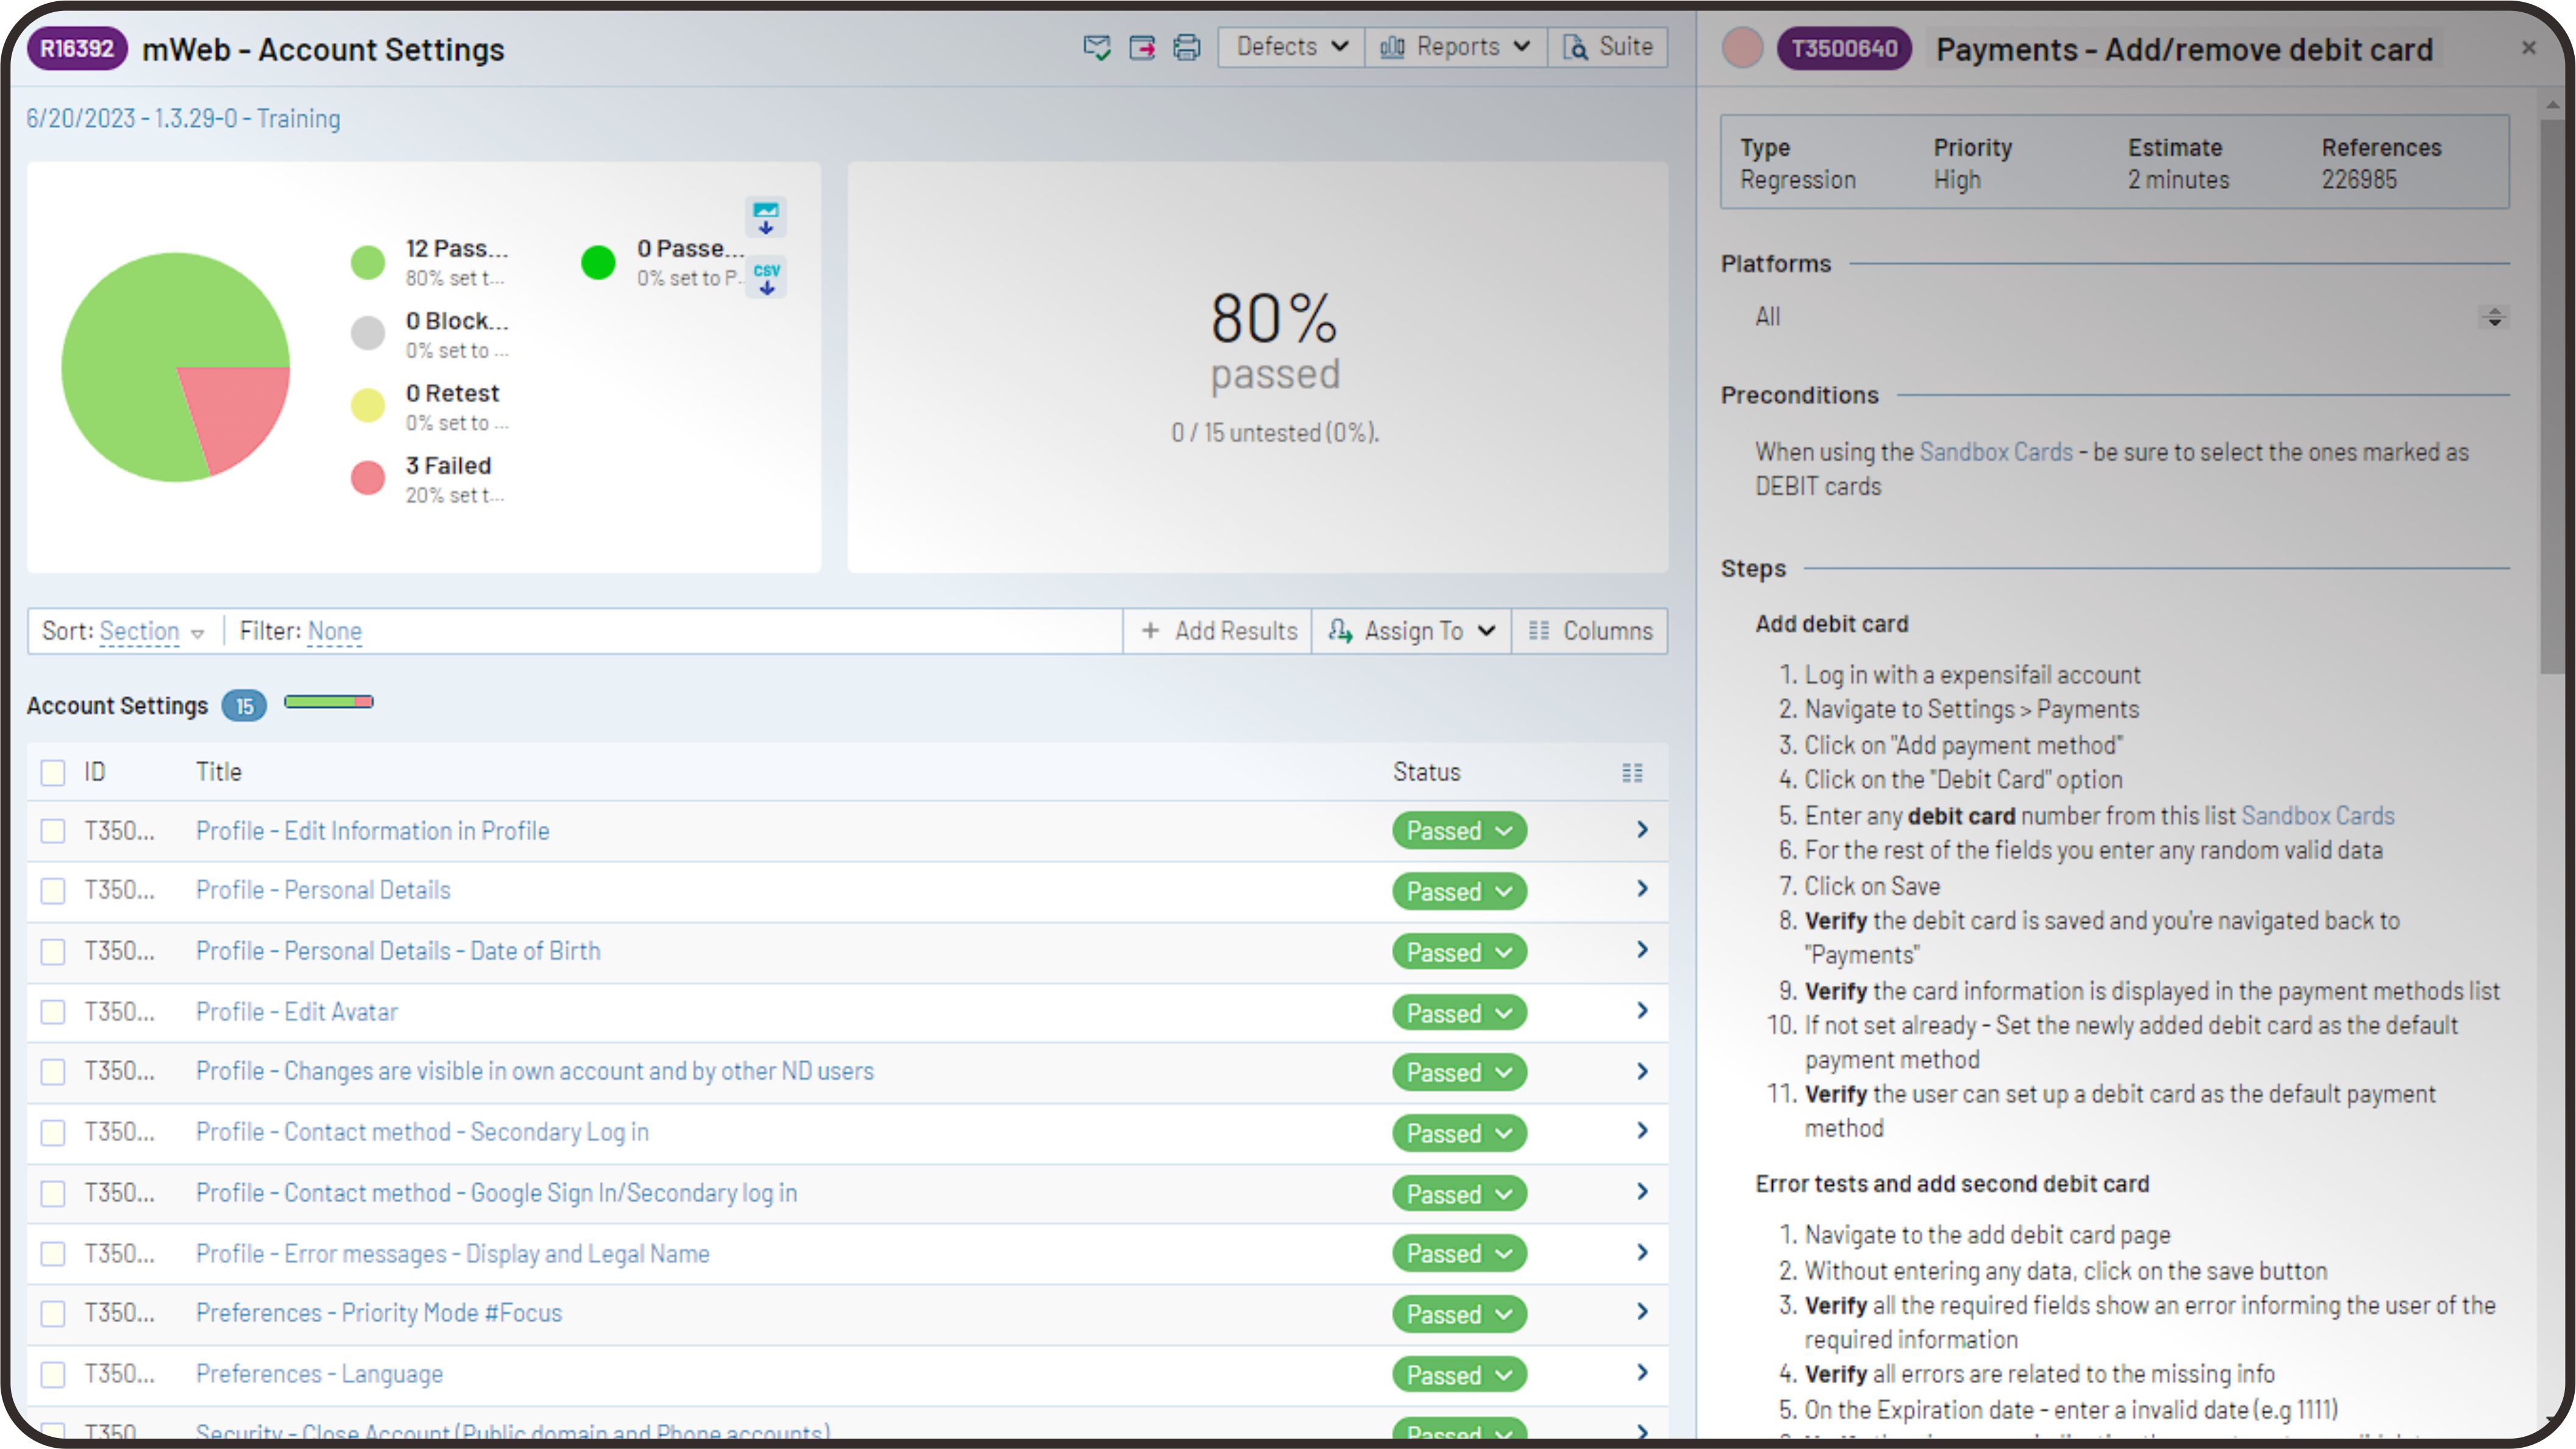 R16392 mWeb - Account Settings
Defects Reports Suite
6/20/2023 - 1.3.29-0 - Training
12 Pass...
80% set t...
0 Block...
0% set to ...
0 Retest
0% set to ...
3 Failed
20% set t...
0 Passe...
0% set to P...
CSV
80%
passed
0 / 15 untested (0%).
Sort: Section Filter: None
+ Add Results Assign To Columns
Account Settings 15
ID Title Status
T350... Profile - Edit Information in Profile Passed
T350... Profile - Personal Details Passed
T350... Profile - Personal Details - Date of Birth Passed
T350... Profile - Edit Avatar Passed
T350... Profile - Changes are visible in own account and by other ND users Passed
T350... Profile - Contact method - Secondary Log in Passed
T350... Profile - Contact method - Google Sign In/Secondary log in Passed
T350... Profile - Error messages - Display and Legal Name Passed
T350... Preferences - Priority Mode #Focus Passed
T350... Preferences - Language Passed
T350 Security - Close Account (Public domain and Phone accounts) Passed
T3500640 Payments - Add/remove debit card ×
Type Priority Estimate References
Regression High 2 minutes 226985
Platforms
All
Preconditions
When using the Sandbox Cards - be sure to select the ones marked as
DEBIT cards
Steps
Add debit card
1. Log in with a expensifail account
2. Navigate to Settings > Payments
3. Click on "Add payment method"
4. Click on the "Debit Card" option
5. Enter any debit card number from this list Sandbox Cards
6. For the rest of the fields you enter any random valid data
7. Click on Save
8. Verify the debit card is saved and you're navigated back to
"Payments"
9. Verify the card information is displayed in the payment methods list
10. If not set already - Set the newly added debit card as the default
payment method
11. Verify the user can set up a debit card as the default payment
method
Error tests and add second debit card
1. Navigate to the add debit card page
2. Without entering any data, click on the save button
3. Verify all the required fields show an error informing the user of the
required information
4. Verify all errors are related to the missing info
5. On the Expiration date - enter a invalid date (e.g 1111)